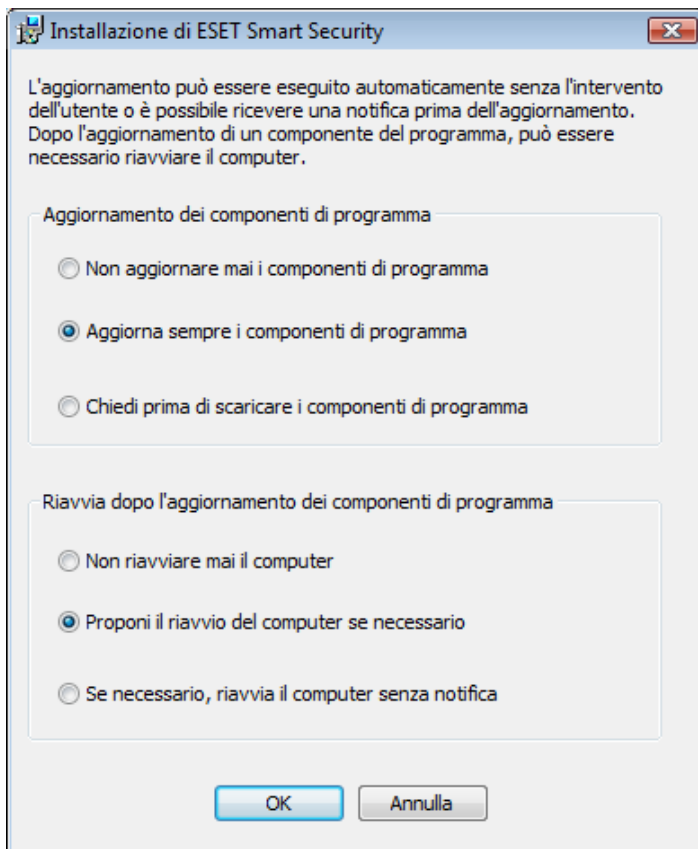 Installazione di ESET Smart Security
L'aggiornamento può essere eseguito automaticamente senza l'intervento
dell'utente o è possibile ricevere una notifica prima dell'aggiornamento.
Dopo l'aggiornamento di un componente del programma, può essere
necessario riavviare il computer.
Aggiornamento dei componenti di programma
Non aggiornare mai i componenti di programma
Aggiorna sempre i componenti di programma
Chiedi prima di scaricare i componenti di programma
Riavvia dopo l'aggiornamento dei componenti di programma
Non riavviare mai il computer
Proponi il riavvio del computer se necessario
Se necessario, riavvia il computer senza notifica
OK
Annulla